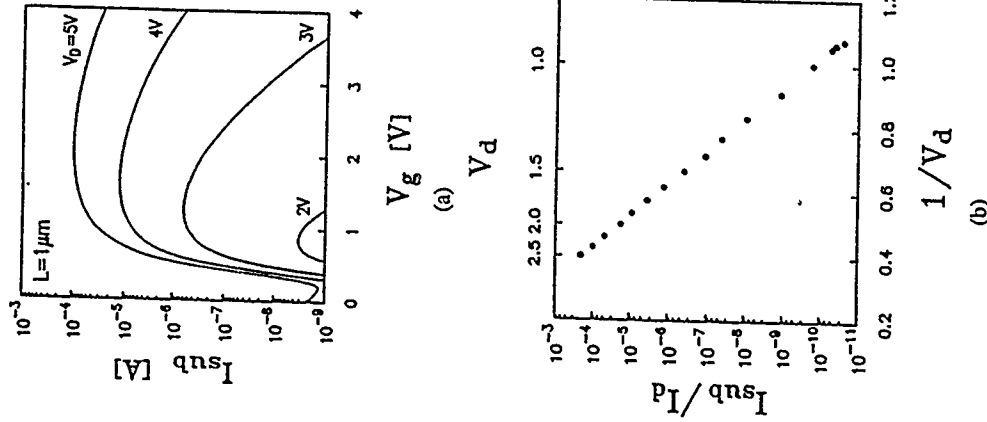 10⁻³
10⁻⁴
10⁻⁵
10⁻⁶
10⁻⁷
10⁻⁸
10⁻⁹
I_sub [A]
L=1μm
V_D=5V
4V
3V
2V
0
1
2
3
4
V_g [V]
(a)
V_d
2.5
2.0
1.5
1.0
10⁻³
10⁻⁴
10⁻⁵
10⁻⁶
10⁻⁷
10⁻⁸
10⁻⁹
10⁻¹⁰
10⁻¹¹
I_sub/I_d
0.2
0.4
0.6
0.8
1.0
1/V_d
(b)